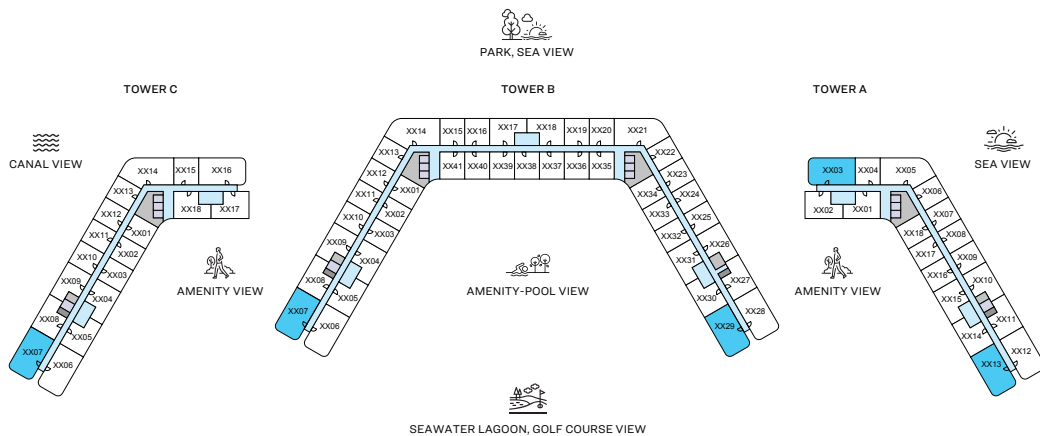 PARK, SEA VIEW
TOWER C
TOWER B
TOWER A
CANAL VIEW
SEA VIEW
XX14
XX15
XX16
XX13
XX12
XX11
XX10
XX09
XX08
XX07
XX01
XX02
XX03
XX04
XX05
XX06
XX18
XX17
AMENITY VIEW
XX14
XX15
XX16
XX17
XX18
XX19
XX20
XX21
XX13
XX12
XX11
XX10
XX09
XX08
XX07
XX41
XX40
XX39
XX38
XX37
XX36
XX35
XX01
XX02
XX03
XX04
XX05
XX06
XX22
XX23
XX24
XX25
XX26
XX27
XX28
XX34
XX33
XX32
XX31
XX30
XX29
AMENITY-POOL VIEW
XX03
XX04
XX05
XX02
XX01
XX06
XX07
XX08
XX09
XX10
XX11
XX12
XX18
XX17
XX16
XX15
XX14
XX13
AMENITY VIEW
SEAWATER LAGOON, GOLF COURSE VIEW